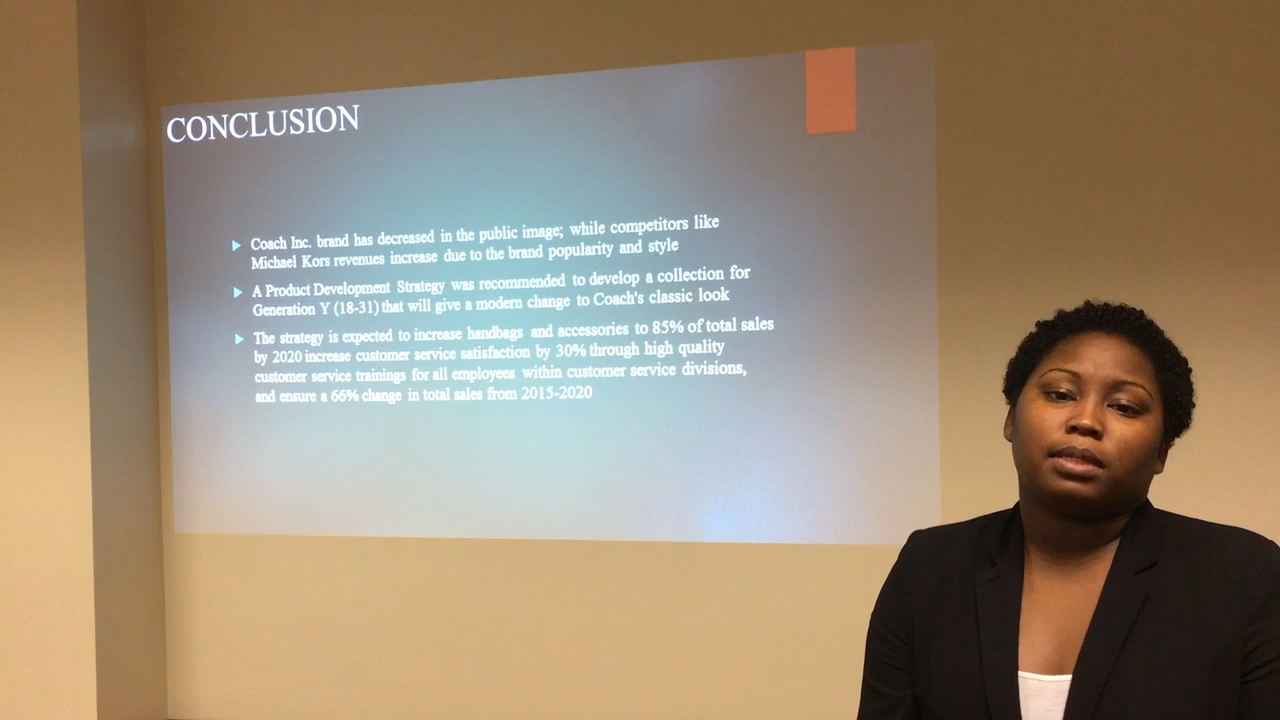 CONCLUSION
Coach Inc. brand has decreased in the public image; while competitors like
Michael Kors revenues increase due to the brand popularity and style
A Product Development Strategy was recommended to develop a collection for
Generation Y (18-31) that will give a modern change to Coach's classic look
The strategy is expected to increase handbags and accessories to 85% of total sales
by 2020 increase customer service satisfaction by 30% through high quality
customer service trainings for all employees within customer service divisions,
and ensure a 66% change in total sales from 2015-2020